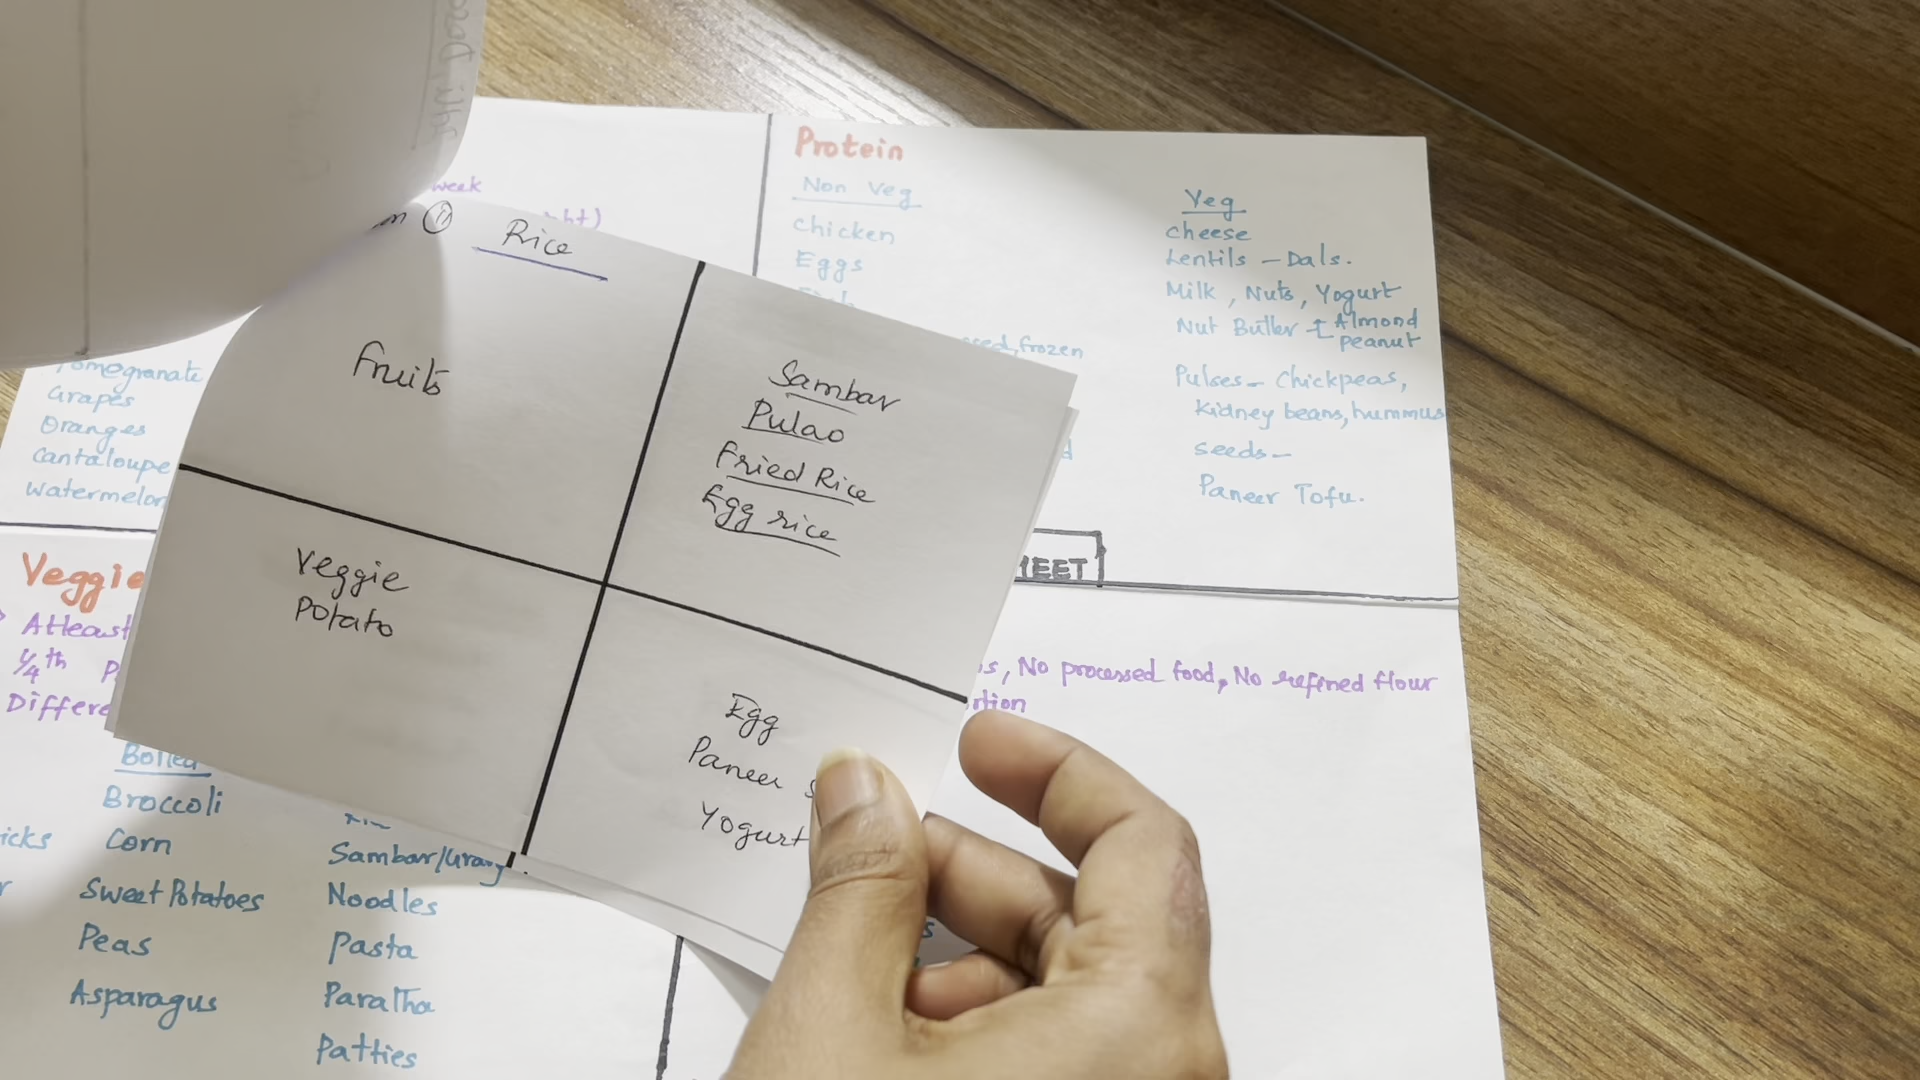 Rice
Fruits
Sambar
Pulao
Fried Rice
Egg rice
Veggie
Potato
Egg
Paneer
Yogurt
week
Protein
Non Veg
Chicken
Eggs
frozen
Veg
cheese
Lentils - Dals.
Milk, Nuts, Yogurt
Nut Butter - Almond
peanut
Pulses - Chickpeas,
Kidney beans, hummus
seeds -
Paneer Tofu.
Pomegranate
Grapes
Oranges
Cantaloupe
Watermelon
Veggie
Atleast
1/4th
Boiled
Broccoli
Corn
Sweet Potatoes
Peas
Asparagus
Sambar/Gravy
Noodles
Pasta
Paratha
Patties
, No processed food, No refined flour